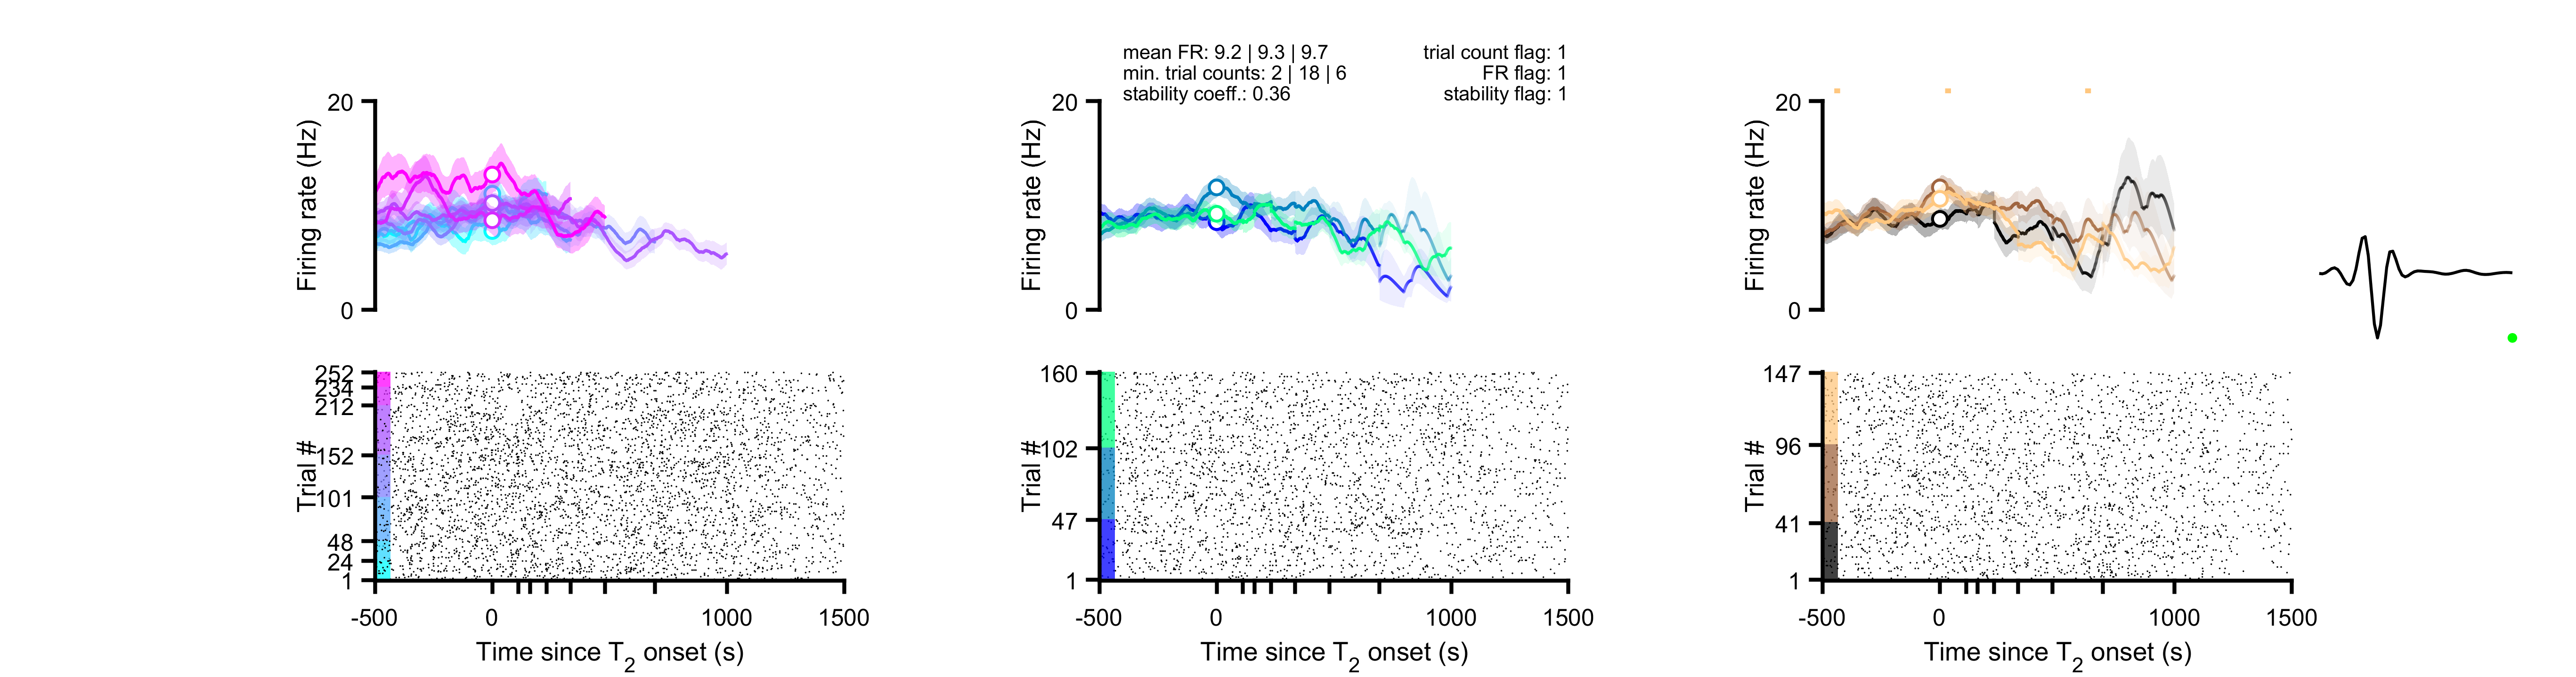 mean FR: 9.2 | 9.3 | 9.7
min. trial counts: 2 | 18 | 6
stability coeff.: 0.36
trial count flag: 1
FR flag: 1
stability flag: 1
20
Firing rate (Hz)
0
20
Firing rate (Hz)
0
20
Firing rate (Hz)
0
252
234
212
152
101
48
24
1
Trial #
-500
0
1000
1500
Time since T2 onset (s)
160
102
47
1
Trial #
-500
0
1000
1500
Time since T2 onset (s)
147
96
41
1
Trial #
-500
0
1000
1500
Time since T2 onset (s)